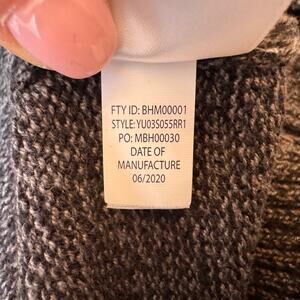 FTY ID: BHM00001
STYLE:YU03S055RR1
PO: MBH00030
DATE OF
MANUFACTURE
06/2020